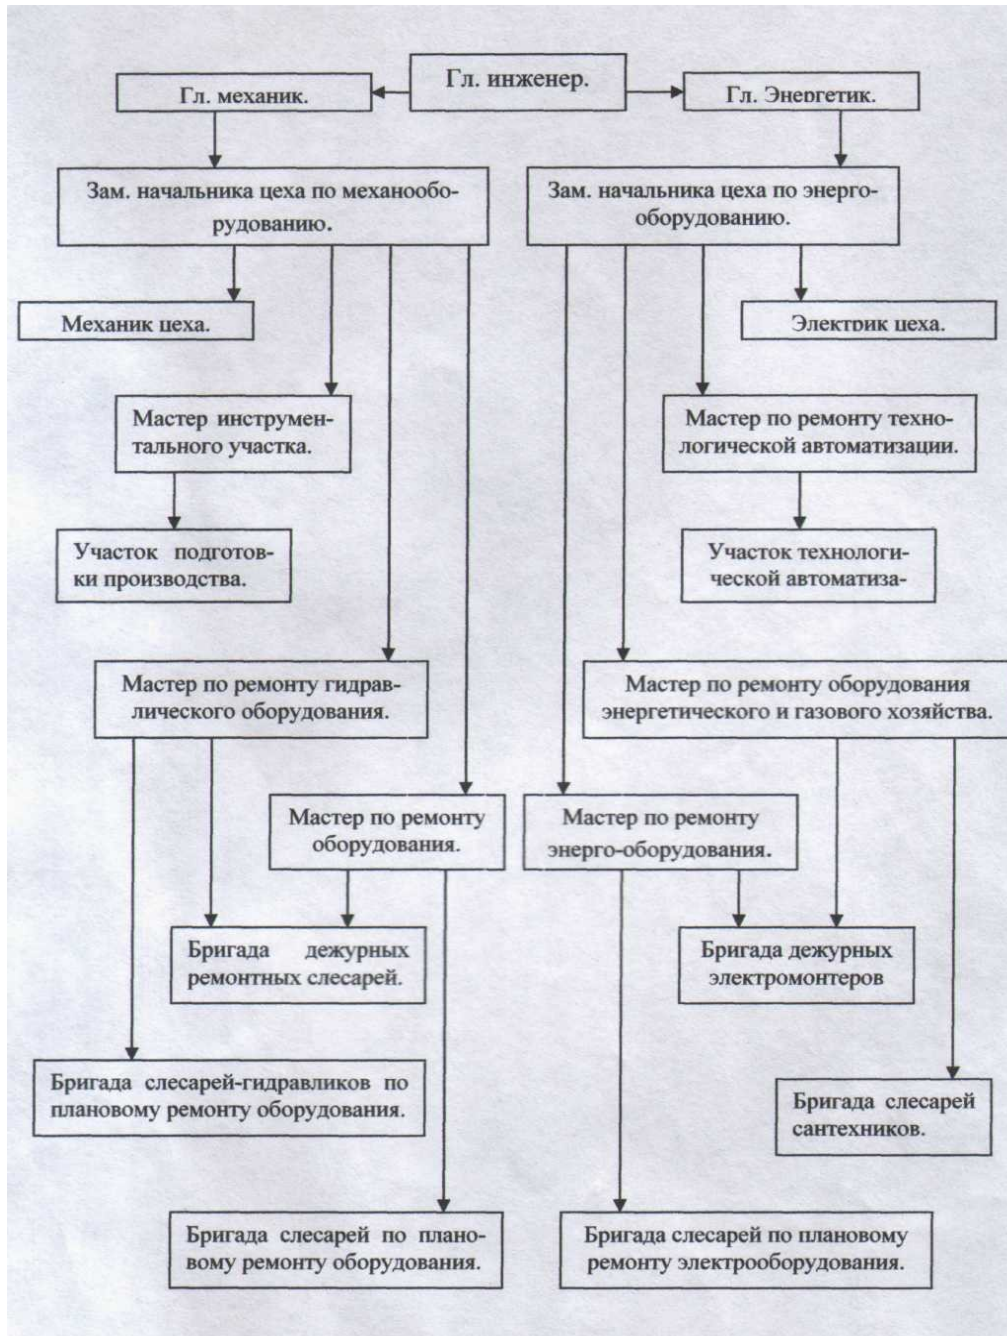 Гл. инженер.
Гл. механик.
Гл. Энергетик.
Зам. начальника цеха по механообо-
рудованию.
Зам. начальника цеха по энерго-
оборудованию.
Механик цеха.
Электрик цеха.
Мастер инструмен-
тального участка.
Мастер по ремонту техно-
логической автоматизации.
Участок подготов-
ки производства.
Участок технологи-
ческой автоматиза-
Мастер по ремонту гидрав-
лического оборудования.
Мастер по ремонту оборудования
энергетического и газового хозяйства.
Мастер по ремонту
оборудования.
Мастер по ремонту
энерго-оборудования.
Бригада дежурных
ремонтных слесарей.
Бригада дежурных
электромонтеров
Бригада слесарей-гидравликов по
плановому ремонту оборудования.
Бригада слесарей
сантехников.
Бригада слесарей по плано-
вому ремонту оборудования.
Бригада слесарей по плановому
ремонту электрооборудования.